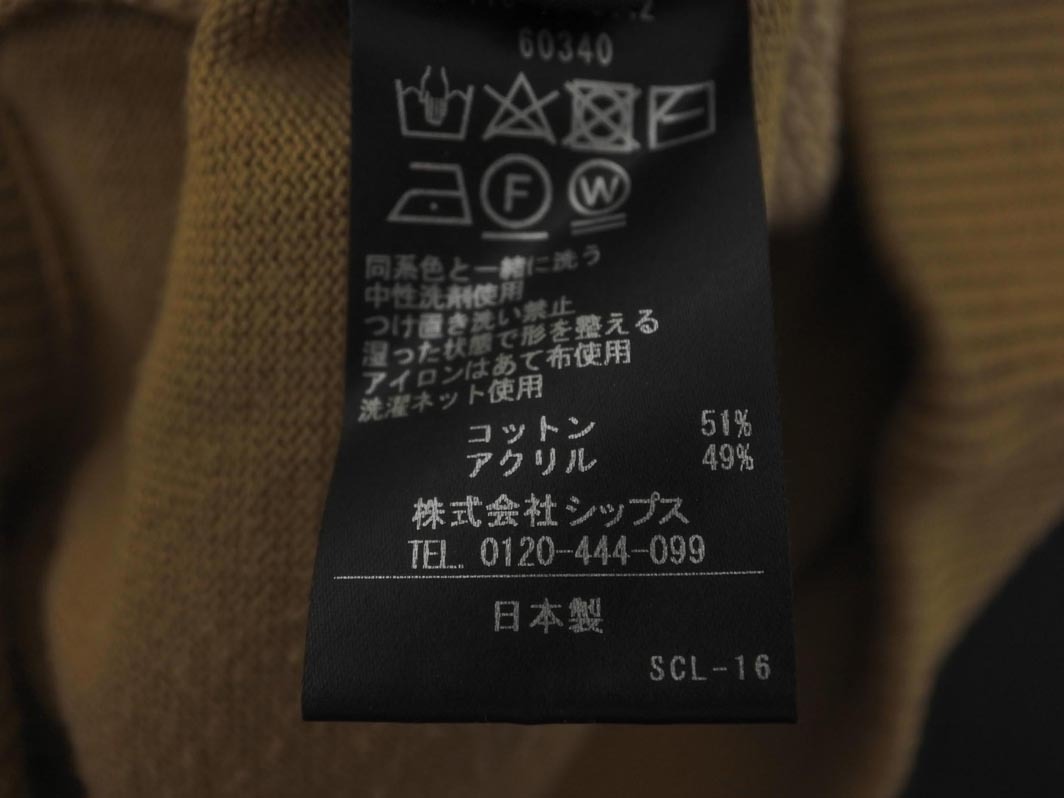 60340
F W
同系色と一緒に洗う
中性洗剤使用
つけ置き洗い禁止
湿った状態で形を整える
アイロンはあて布使用
洗濯ネット使用
コットン 51%
アクリル 49%
株式会社シップス
TEL. 0120-444-099
日本製
SCL-16